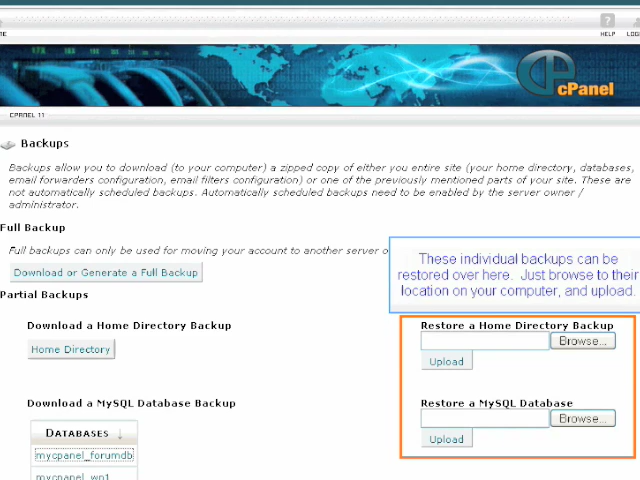 ME
HELP
cPanel
CPANEL 11
Backups
Backups allow you to download (to your computer) a zipped copy of either you entire site (your home directory, databases,
email forwarders configuration, email filters configuration) or one of the previously mentioned parts of your site. These are
not automatically scheduled backups. Automatically scheduled backups need to be enabled by the server owner /
administrator.
Full Backup
Full backups can only be used for moving your account to another server
Download or Generate a Full Backup
These individual backups can be
restored over here. Just browse to their
location on your computer, and upload.
Partial Backups
Download a Home Directory Backup
Home Directory
Restore a Home Directory Backup
Browse...
Upload
Download a MySQL Database Backup
DATABASES
mycpanel_forumdb
mycpanel_wp1
Restore a MySQL Database
Browse...
Upload